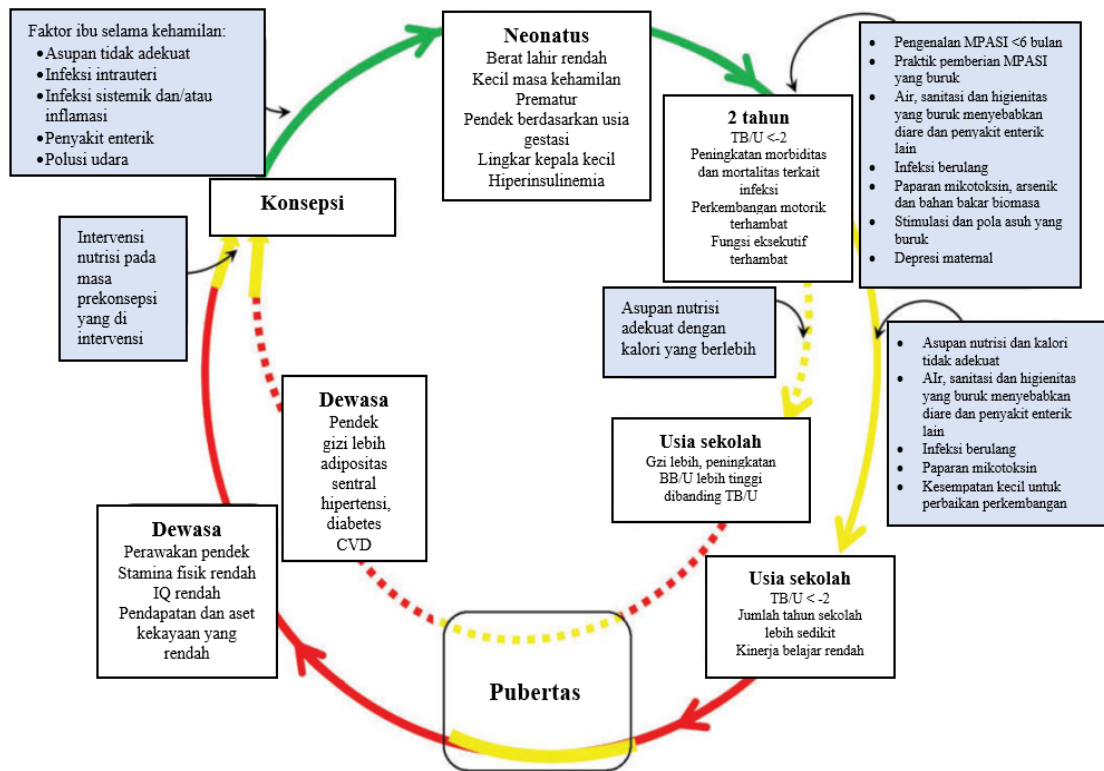 Faktor ibu selama kehamilan:
•Asupan tidak adekuat
•Infeksi intrauteri
•Infeksi sistemik dan/atau
inflamasi
•Penyakit enterik
•Polusi udara
Neonatus
Berat lahir rendah
Kecil masa kehamilan
Prematur
Pendek berdasarkan usia
gestasi
Lingkar kepala kecil
Hiperinsulinemia
2 tahun
TB/U <-2
Peningkatan morbiditas
dan mortalitas terkait
infeksi
Perkembangan motorik
terhambat
Fungsi eksekutif
terhambat
• Pengenalan MPASI <6 bulan
• Praktik pemberian MPASI
yang buruk
• Air, sanitasi dan higienitas
yang buruk menyebabkan
diare dan penyakit enterik
lain
• Infeksi berulang
• Paparan mikotoksin, arsenik
dan bahan bakar biomasa
• Stimulasi dan pola asuh yang
buruk
• Depresi maternal
Konsepsi
Intervensi
nutrisi pada
masa
prekonsepsi
yang di
intervensi
Asupan nutrisi
adekuat dengan
kalori yang berlebih
• Asupan nutrisi dan kalori
tidak adekuat
• AIr, sanitasi dan higienitas
yang buruk menyebabkan
diare dan penyakit enterik
lain
• Infeksi berulang
• Paparan mikotoksin
• Kesempatan kecil untuk
perbaikan perkembangan
Dewasa
Pendek
gizi lebih
adipositas
sentral
hipertensi,
diabetes
CVD
Usia sekolah
Gzi lebih, peningkatan
BB/U lebih tinggi
dibanding TB/U
Dewasa
Perawakan pendek
Stamina fisik rendah
IQ rendah
Pendapatan dan aset
kekayaan yang
rendah
Usia sekolah
TB/U < -2
Jumlah tahun sekolah
lebih sedikit
Kinerja belajar rendah
Pubertas